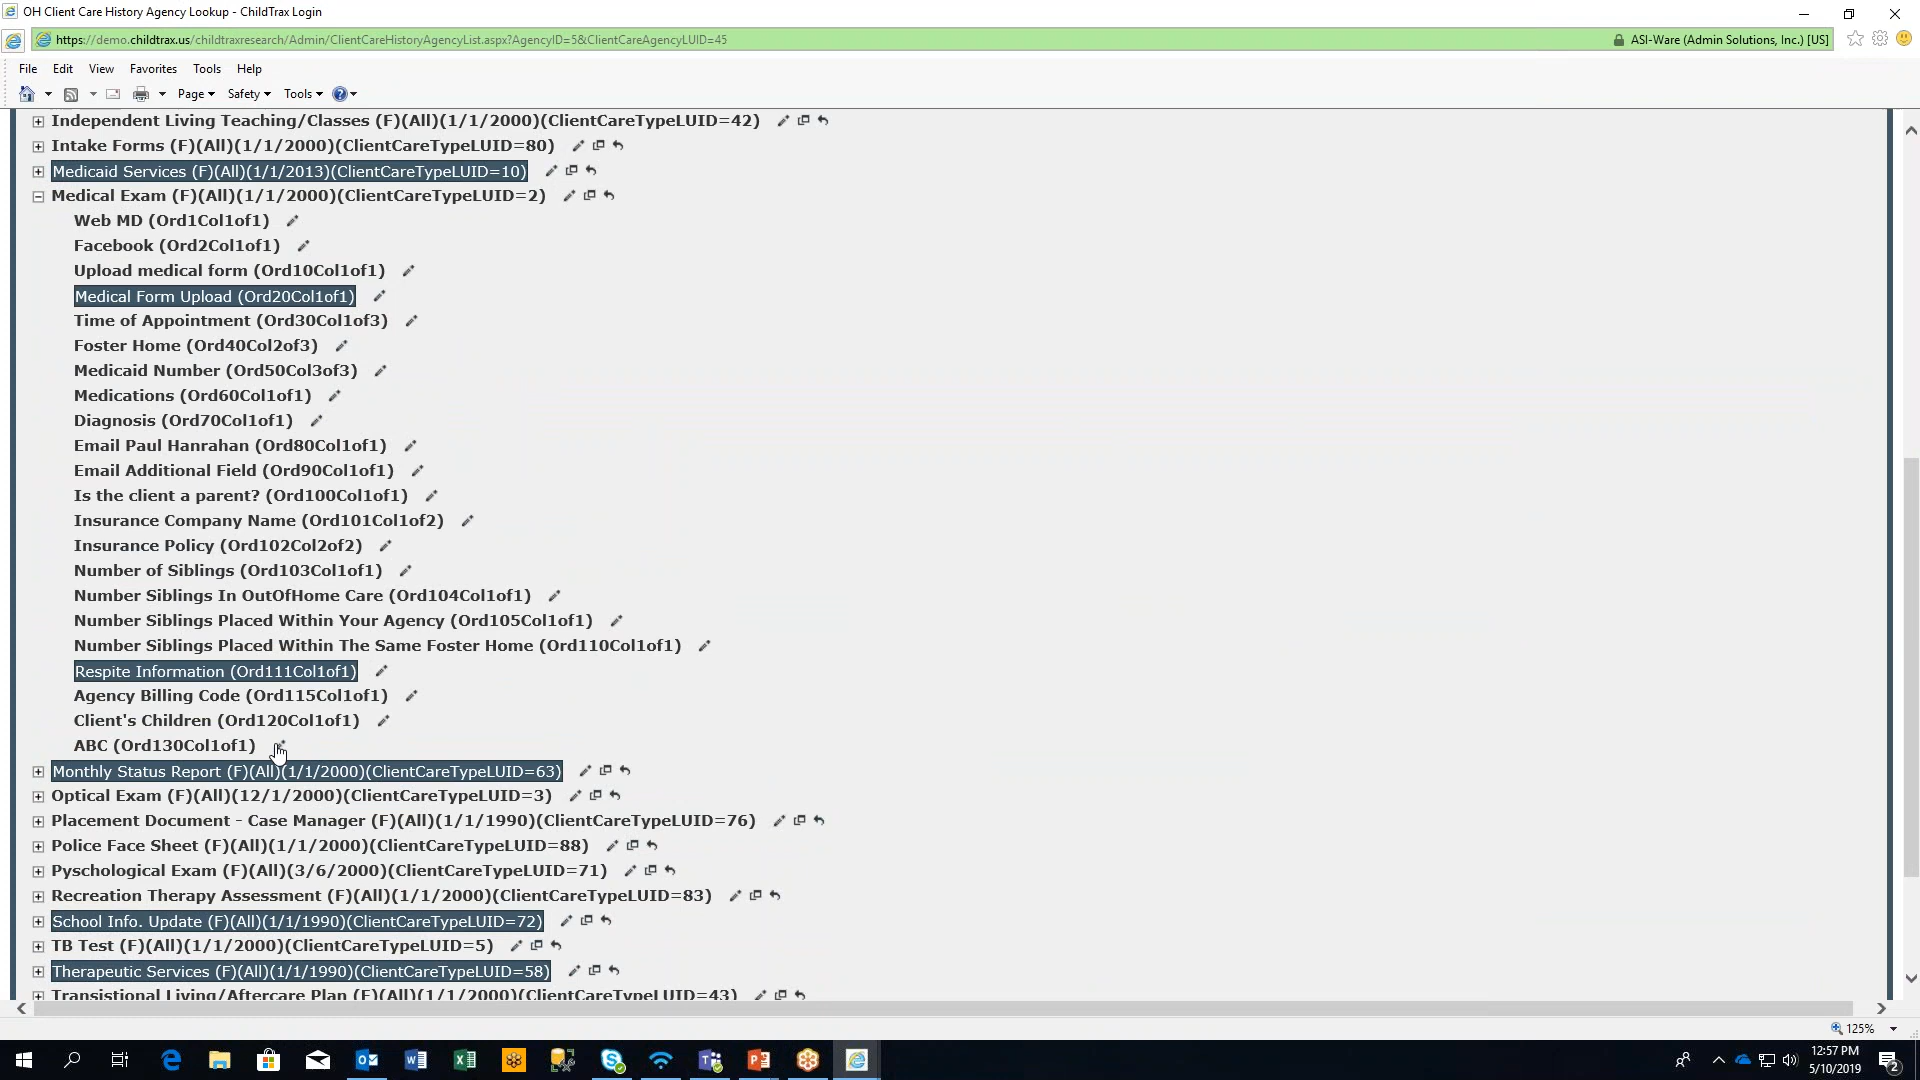 OH Client Care History Agency Lookup - ChildTrax Login
https://demo.childtrax.us/childtraxresearch/Admin/ClientCareHistoryAgencyList.aspx?AgencyID=5&ClientCareAgencyLUID=45 ASI-Ware (Admin Solutions, Inc.) [US]
File Edit View Favorites Tools Help
Page Safety Tools
Independent Living Teaching/Classes (F)(All)(1/1/2000)(ClientCareTypeLUID=42)
Intake Forms (F)(All)(1/1/2000)(ClientCareTypeLUID=80)
Medicaid Services (F)(All)(1/1/2013)(ClientCareTypeLUID=10)
Medical Exam (F)(All)(1/1/2000)(ClientCareTypeLUID=2)
Web MD (Ord1Col1of1)
Facebook (Ord2Col1of1)
Upload medical form (Ord10Col1of1)
Medical Form Upload (Ord20Col1of1)
Time of Appointment (Ord30Col1of3)
Foster Home (Ord40Col2of3)
Medicaid Number (Ord50Col3of3)
Medications (Ord60Col1of1)
Diagnosis (Ord70Col1of1)
Email Paul Hanrahan (Ord80Col1of1)
Email Additional Field (Ord90Col1of1)
Is the client a parent? (Ord100Col1of1)
Insurance Company Name (Ord101Col1of2)
Insurance Policy (Ord102Col2of2)
Number of Siblings (Ord103Col1of1)
Number Siblings In OutOfHome Care (Ord104Col1of1)
Number Siblings Placed Within Your Agency (Ord105Col1of1)
Number Siblings Placed Within The Same Foster Home (Ord110Col1of1)
Respite Information (Ord111Col1of1)
Agency Billing Code (Ord115Col1of1)
Client's Children (Ord120Col1of1)
ABC (Ord130Col1of1)
Monthly Status Report (F)(All)(1/1/2000)(ClientCareTypeLUID=63)
Optical Exam (F)(All)(12/1/2000)(ClientCareTypeLUID=3)
Placement Document - Case Manager (F)(All)(1/1/1990)(ClientCareTypeLUID=76)
Police Face Sheet (F)(All)(1/1/2000)(ClientCareTypeLUID=88)
Pyschological Exam (F)(All)(3/6/2000)(ClientCareTypeLUID=71)
Recreation Therapy Assessment (F)(All)(1/1/2000)(ClientCareTypeLUID=83)
School Info. Update (F)(All)(1/1/1990)(ClientCareTypeLUID=72)
TB Test (F)(All)(1/1/2000)(ClientCareTypeLUID=5)
Therapeutic Services (F)(All)(1/1/1990)(ClientCareTypeLUID=58)
Transistional Living/Aftercare Plan (F)(All)(1/1/2000)(ClientCareTypeLUID=43)
125%
12:57 PM
5/10/2019
2